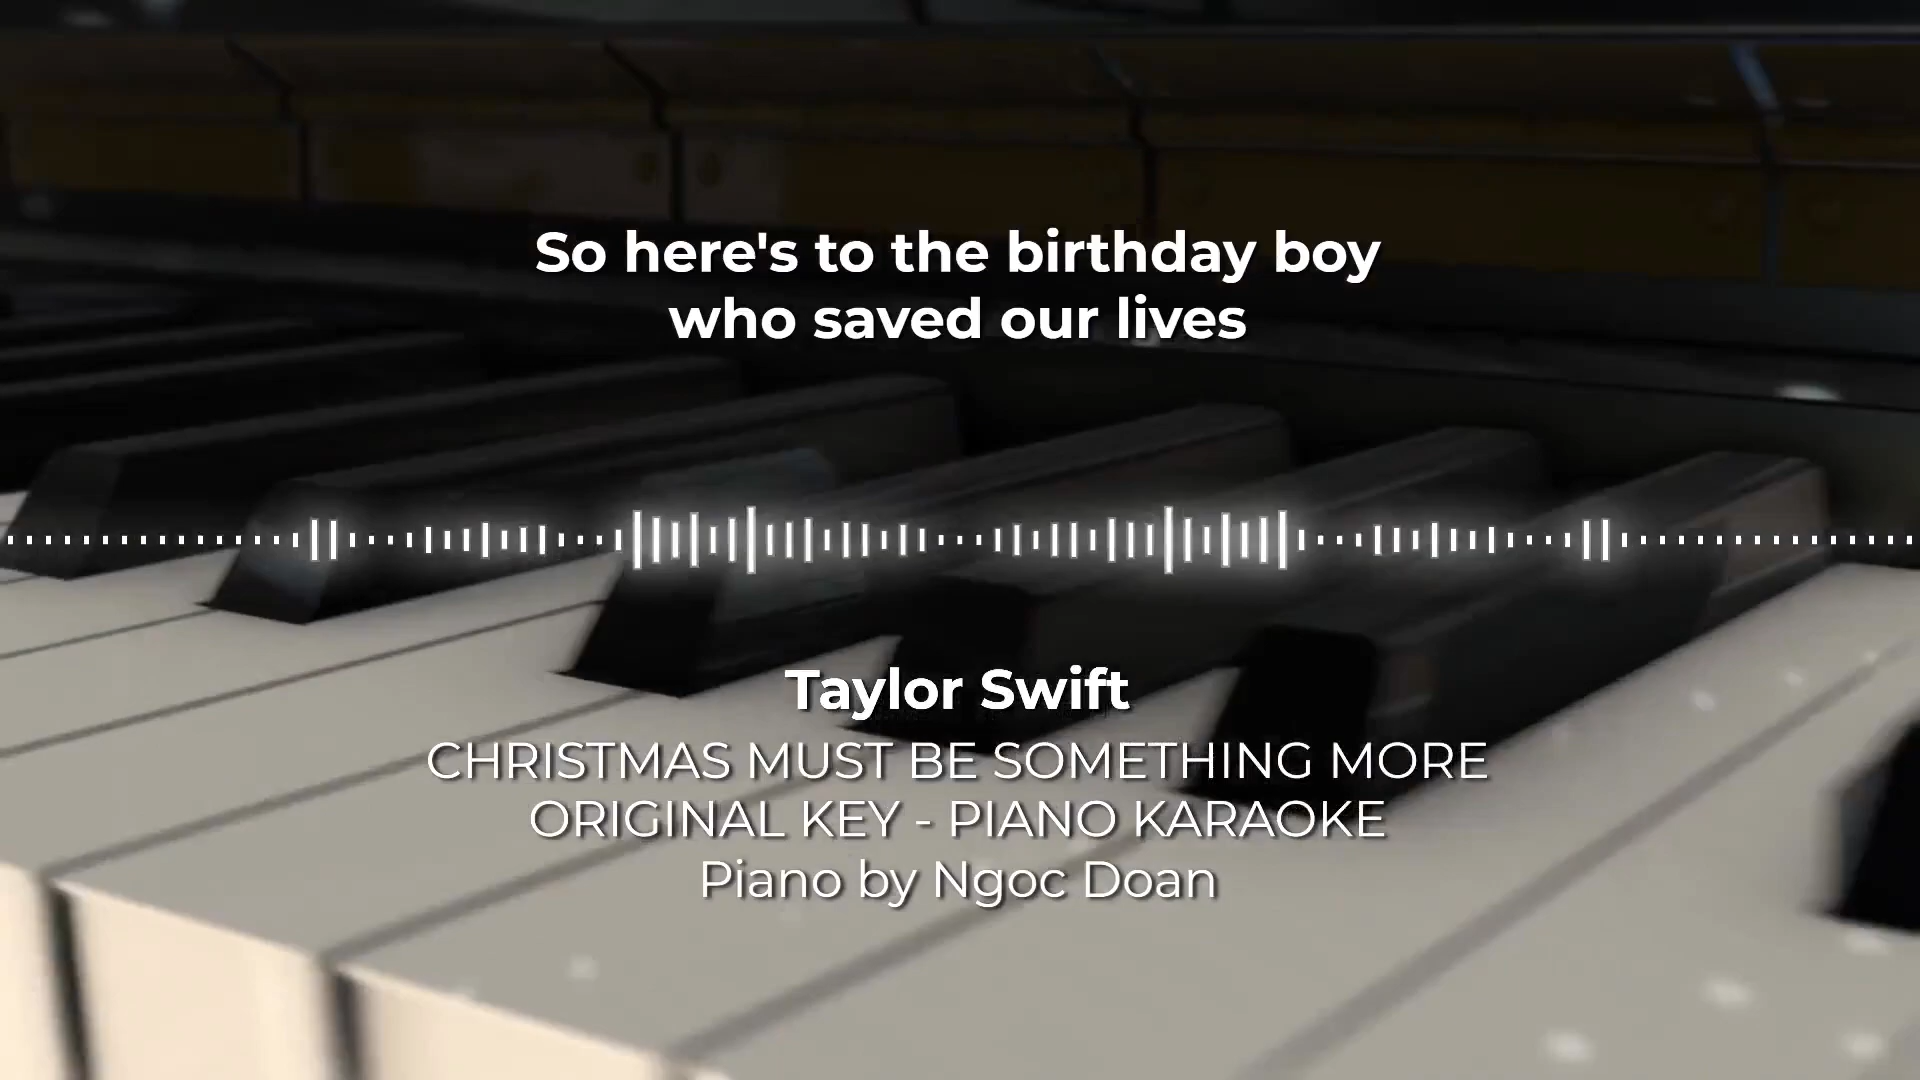 So here's to the birthday boy
who saved our lives
Taylor Swift
CHRISTMAS MUST BE SOMETHING MORE
ORIGINAL KEY - PIANO KARAOKE
Piano by Ngoc Doan